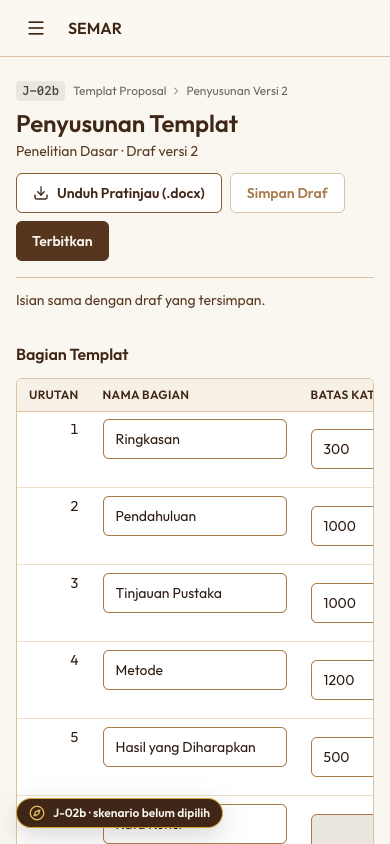 SEMAR
J-02b Templat Proposal > Penyusunan Versi 2
Penyusunan Templat
Penelitian Dasar · Draf versi 2
Unduh Pratinjau (.docx) Simpan Draf
Terbitkan
Isian sama dengan draf yang tersimpan.
Bagian Templat
URUTAN NAMA BAGIAN BATAS KAT
1 Ringkasan 300
2 Pendahuluan 1000
3 Tinjauan Pustaka 1000
4 Metode 1200
5 Hasil yang Diharapkan 500
J-02b · skenario belum dipilih